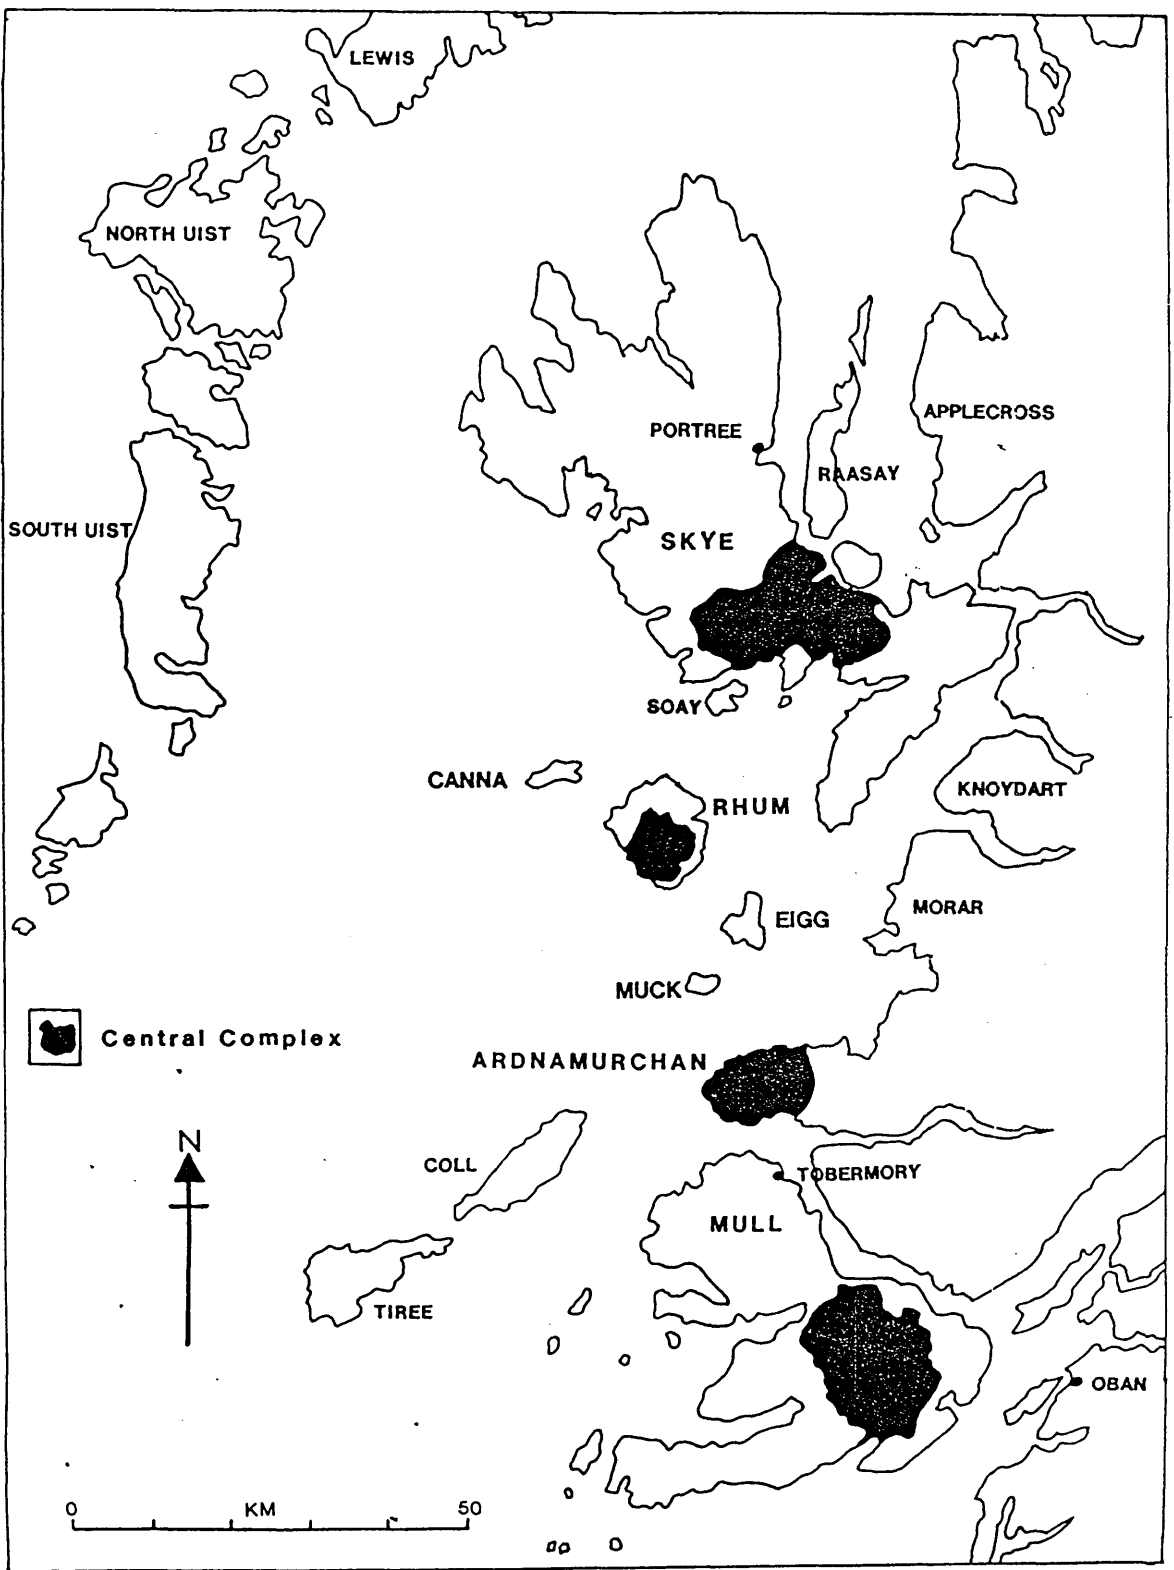 LEWIS
NORTH UIST
APPLECROSS
PORTREE
RAASAY
SOUTH UIST
SKYE
SOAY
CANNA
KNOYDART
RHUM
MORAR
EIGG
MUCK
Central Complex
ARDNAMURCHAN
N
COLL
TOBERMORY
MULL
TIREE
OBAN
0 KM 50